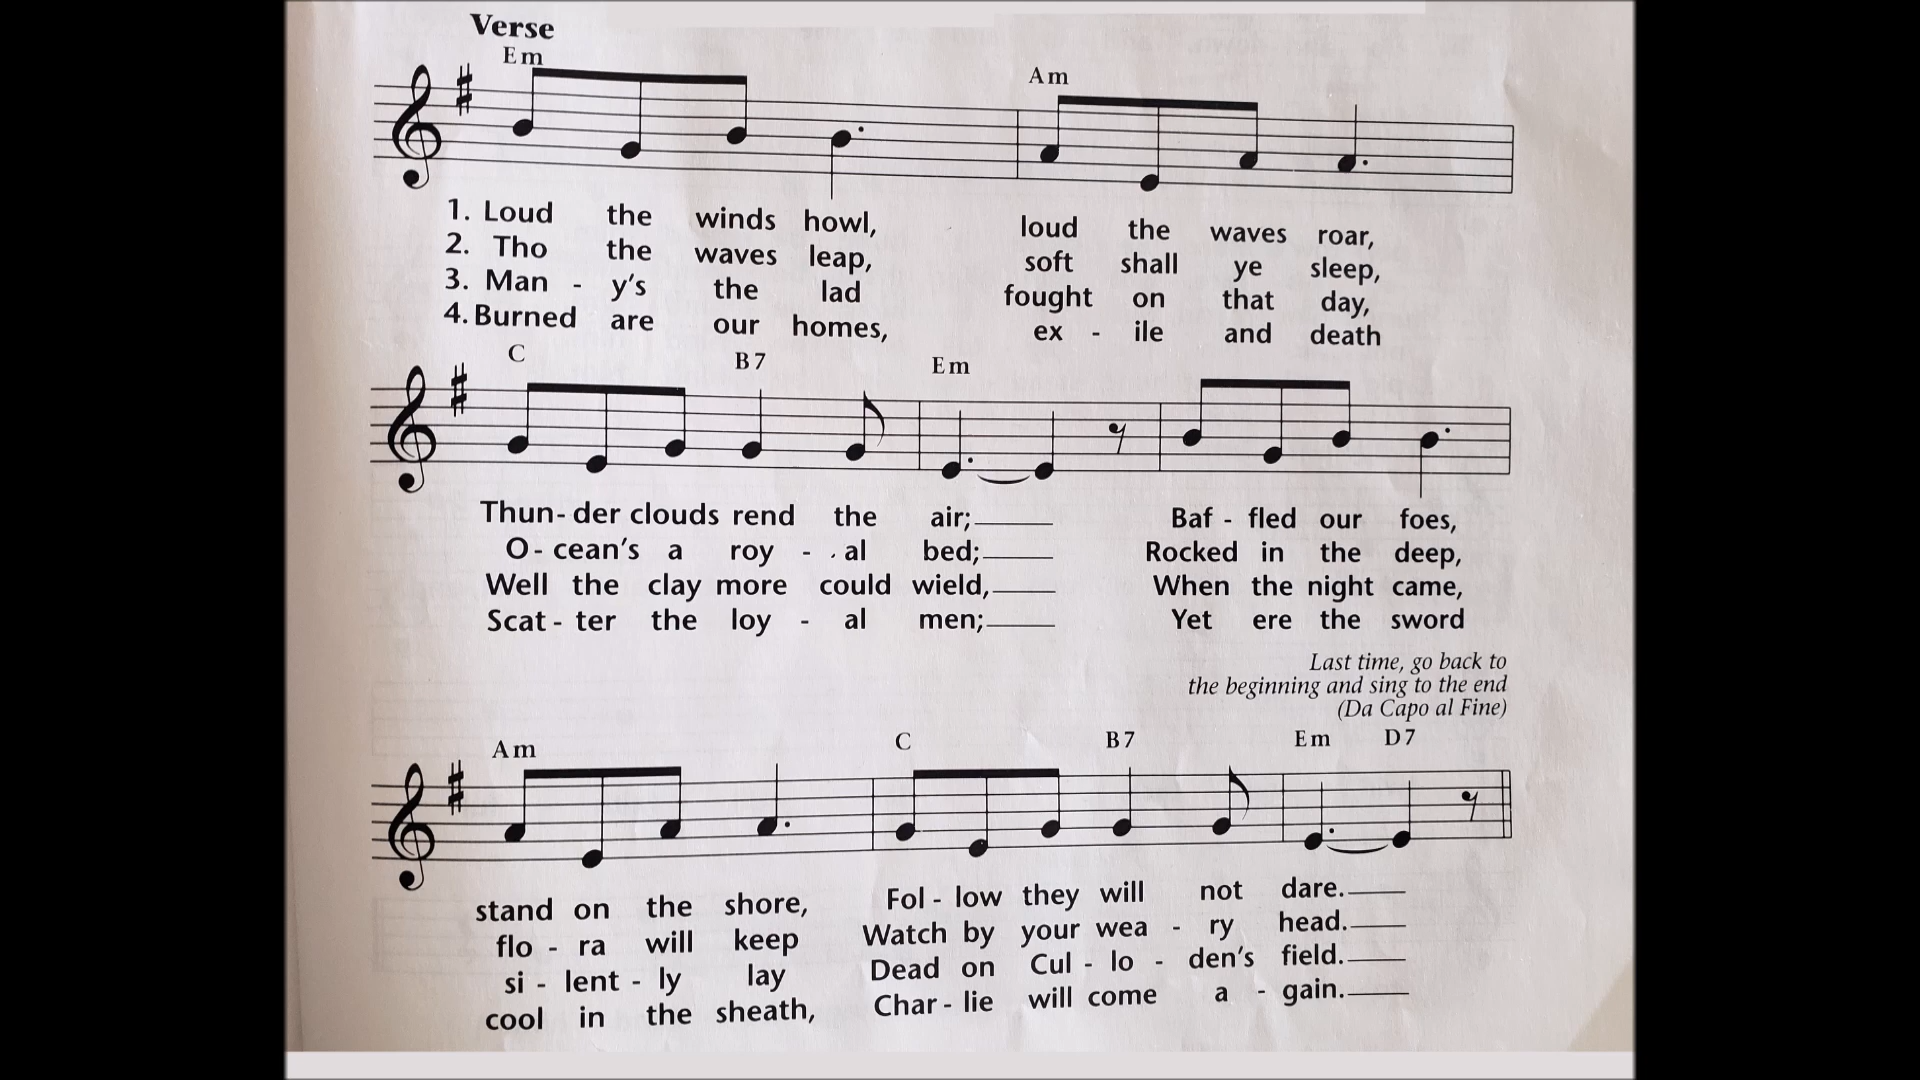 Verse
Em Am
1. Loud the winds howl, loud the waves roar,
2. Tho the waves leap, soft shall ye sleep,
3. Man - y's the lad fought on that day,
4. Burned are our homes, ex - ile and death
C B7 Em
Thun- der clouds rend the air;
Baf - fled our foes,
O - cean's a roy - al bed; Rocked in the deep,
Well the clay more could wield, When the night came,
Scat - ter the loy - al men; Yet ere the sword
Last time, go back to
the beginning and sing to the end
(Da Capo al Fine)
Am C B7 Em D7
stand on the shore, Fol - low they will not dare.
flo - ra will keep Watch by your wea - ry head.
si - lent - ly lay Dead on Cul - lo - den's field.
cool in the sheath, Char - lie will come a - gain.